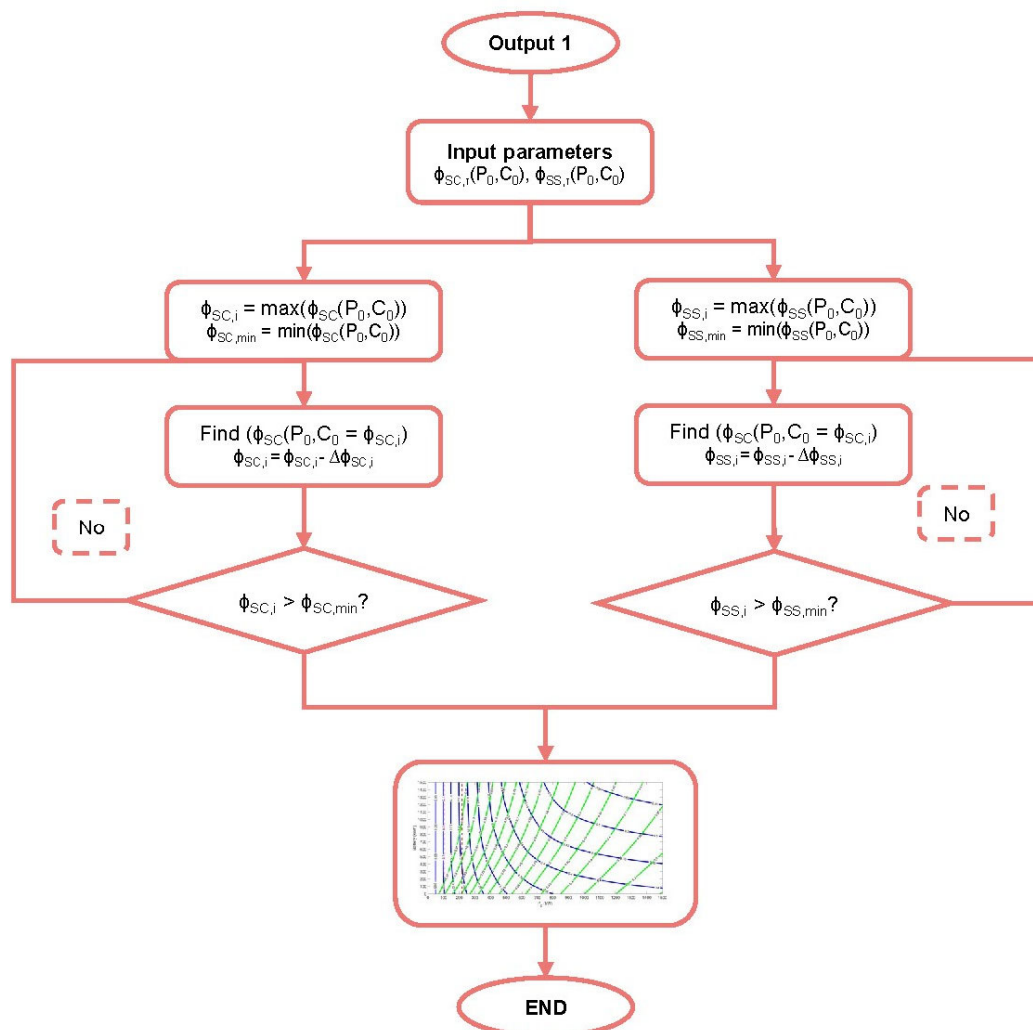 Output 1
Input parameters
ϕSC,r(P0,C0), ϕSS,r(P0,C0)
ϕSC,i = max(ϕSC(P0,C0))
ϕSC,min = min(ϕSC(P0,C0))
ϕSS,i = max(ϕSS(P0,C0))
ϕSS,min = min(ϕSS(P0,C0))
Find (ϕSC(P0,C0 = ϕSC,i)
ϕSC,i = ϕSC,i - ΔϕSC,i
Find (ϕSC(P0,C0 = ϕSC,i)
ϕSS,i = ϕSS,i - ΔϕSS,i
No
No
ϕSC,i > ϕSC,min?
ϕSS,i > ϕSS,min?
END